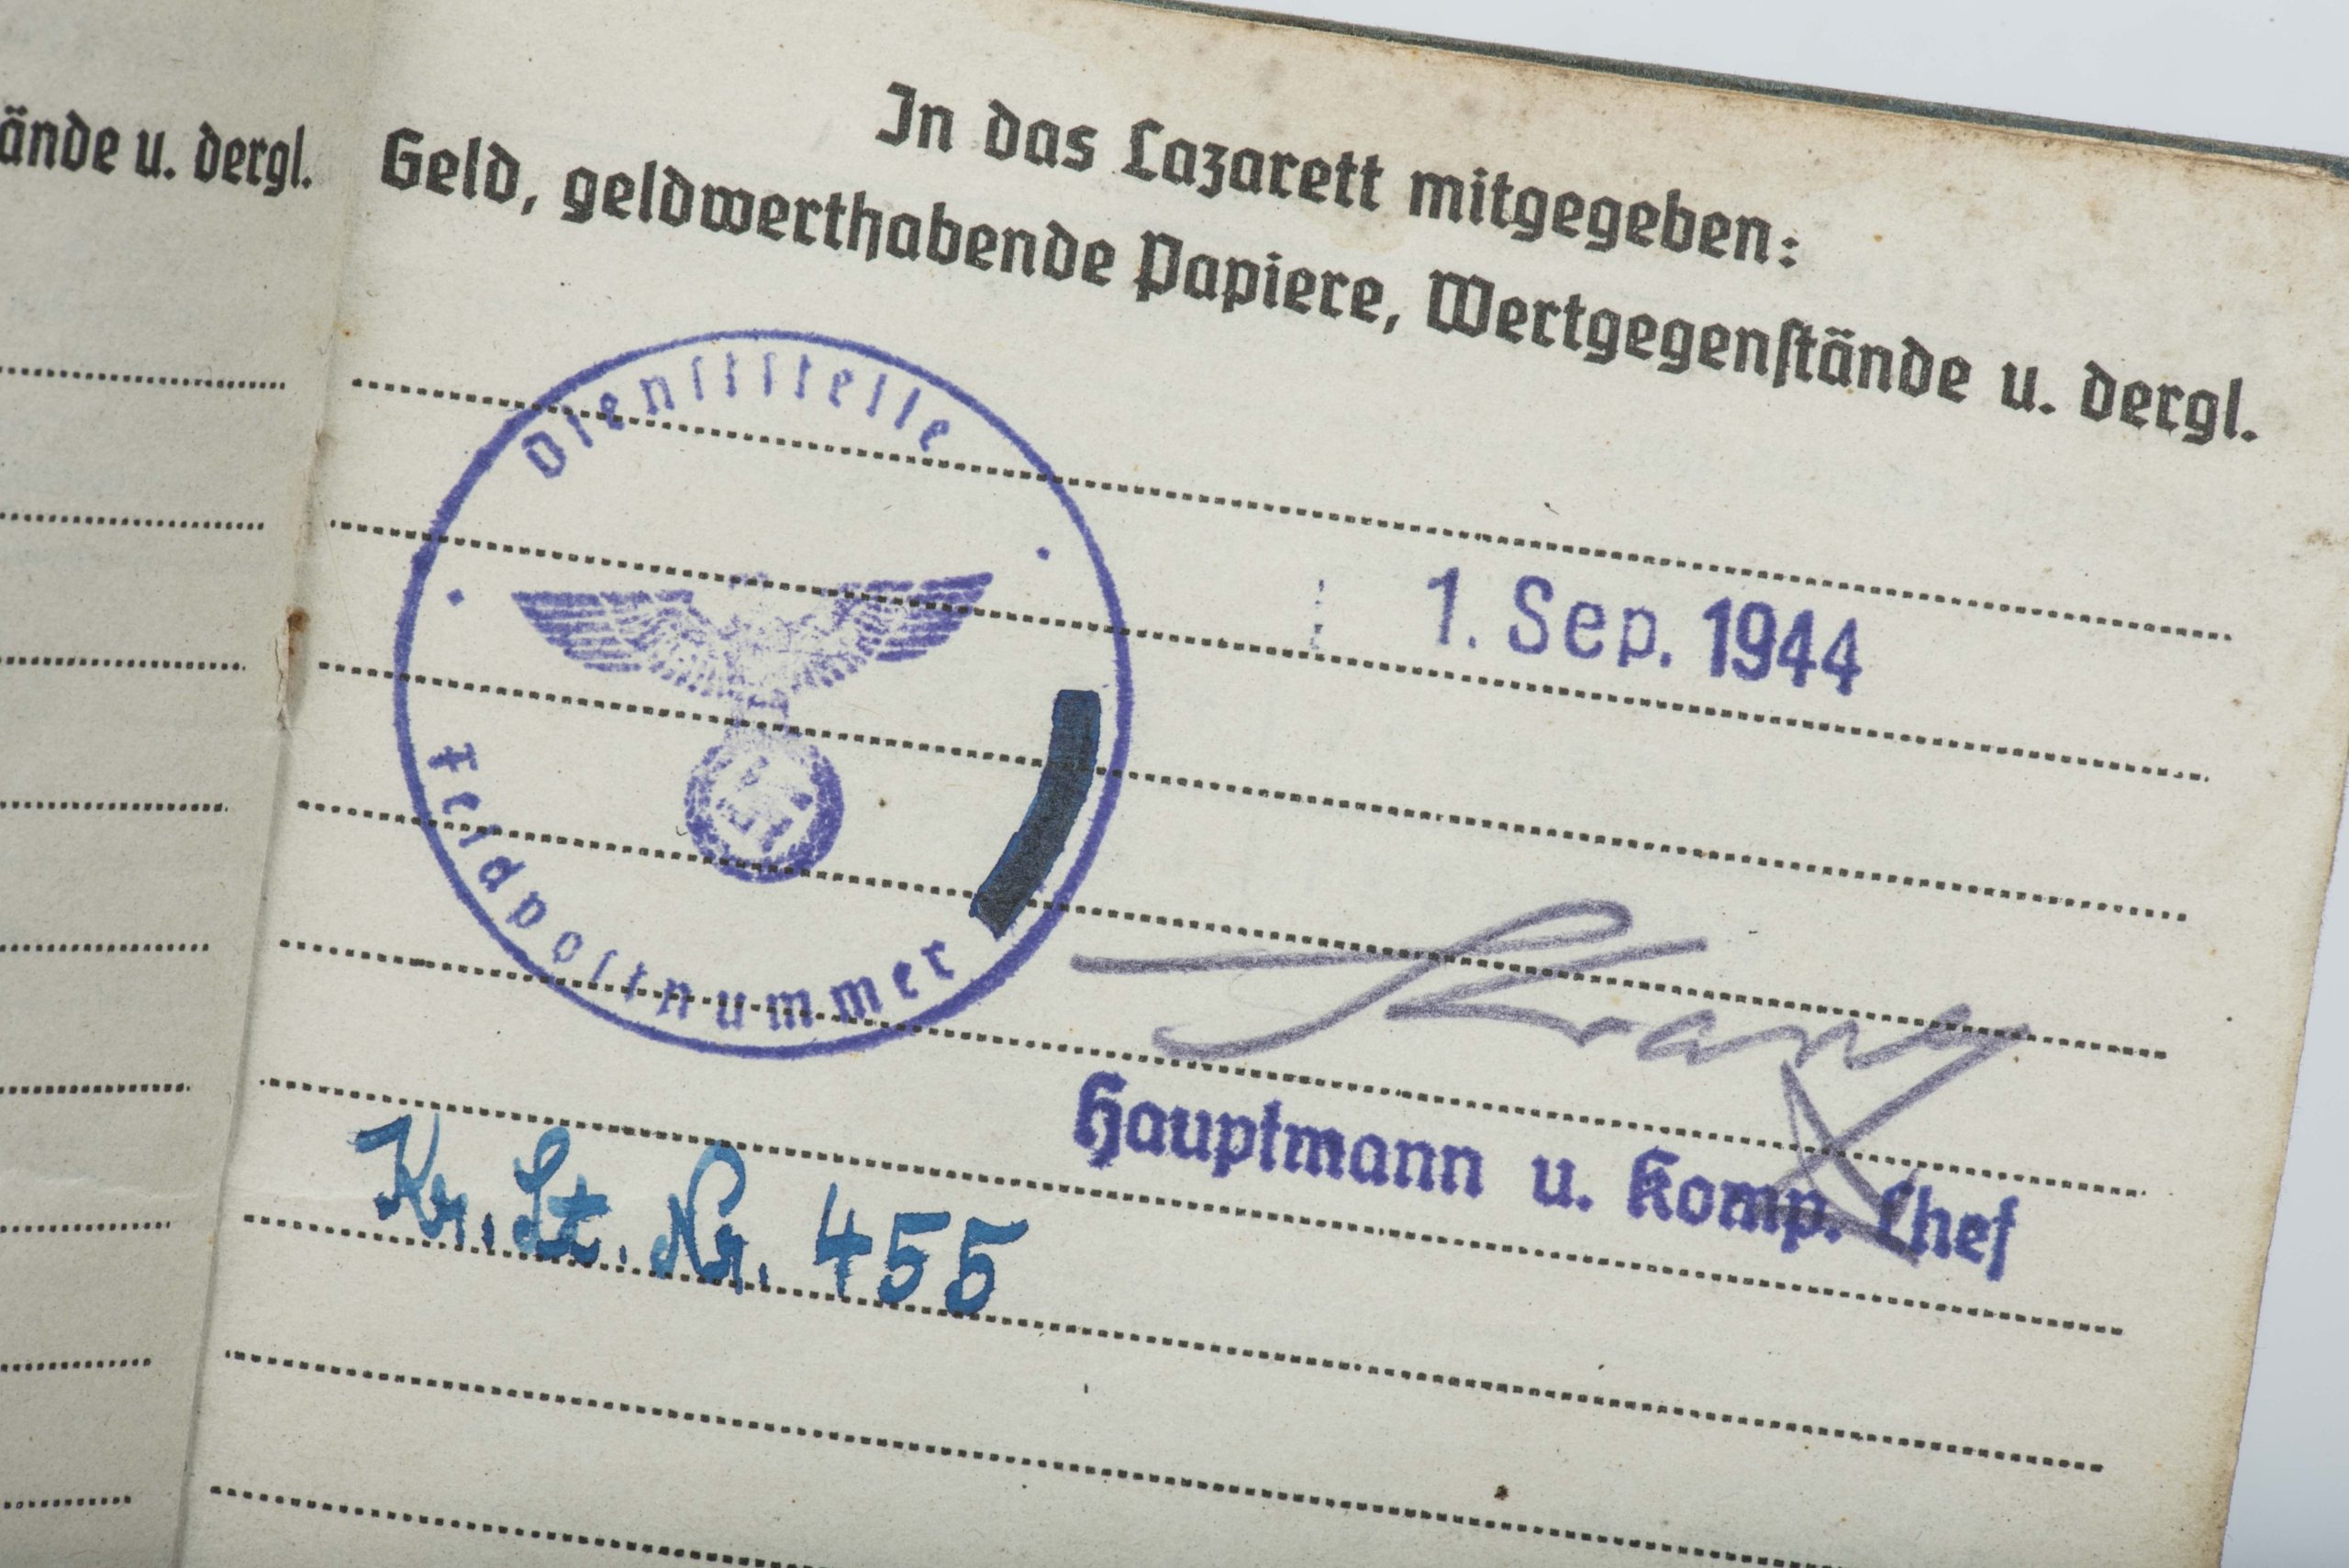 ände u. dergl.
In das Lazarett mitgegeben:
Geld, geldwerthabende Papiere, Wertgegenstände u. dergl.
Dienststelle
Feldpostnummer
1. Sep. 1944
Hauptmann u. Komp. Chef
Kr. Lt. Nr. 455